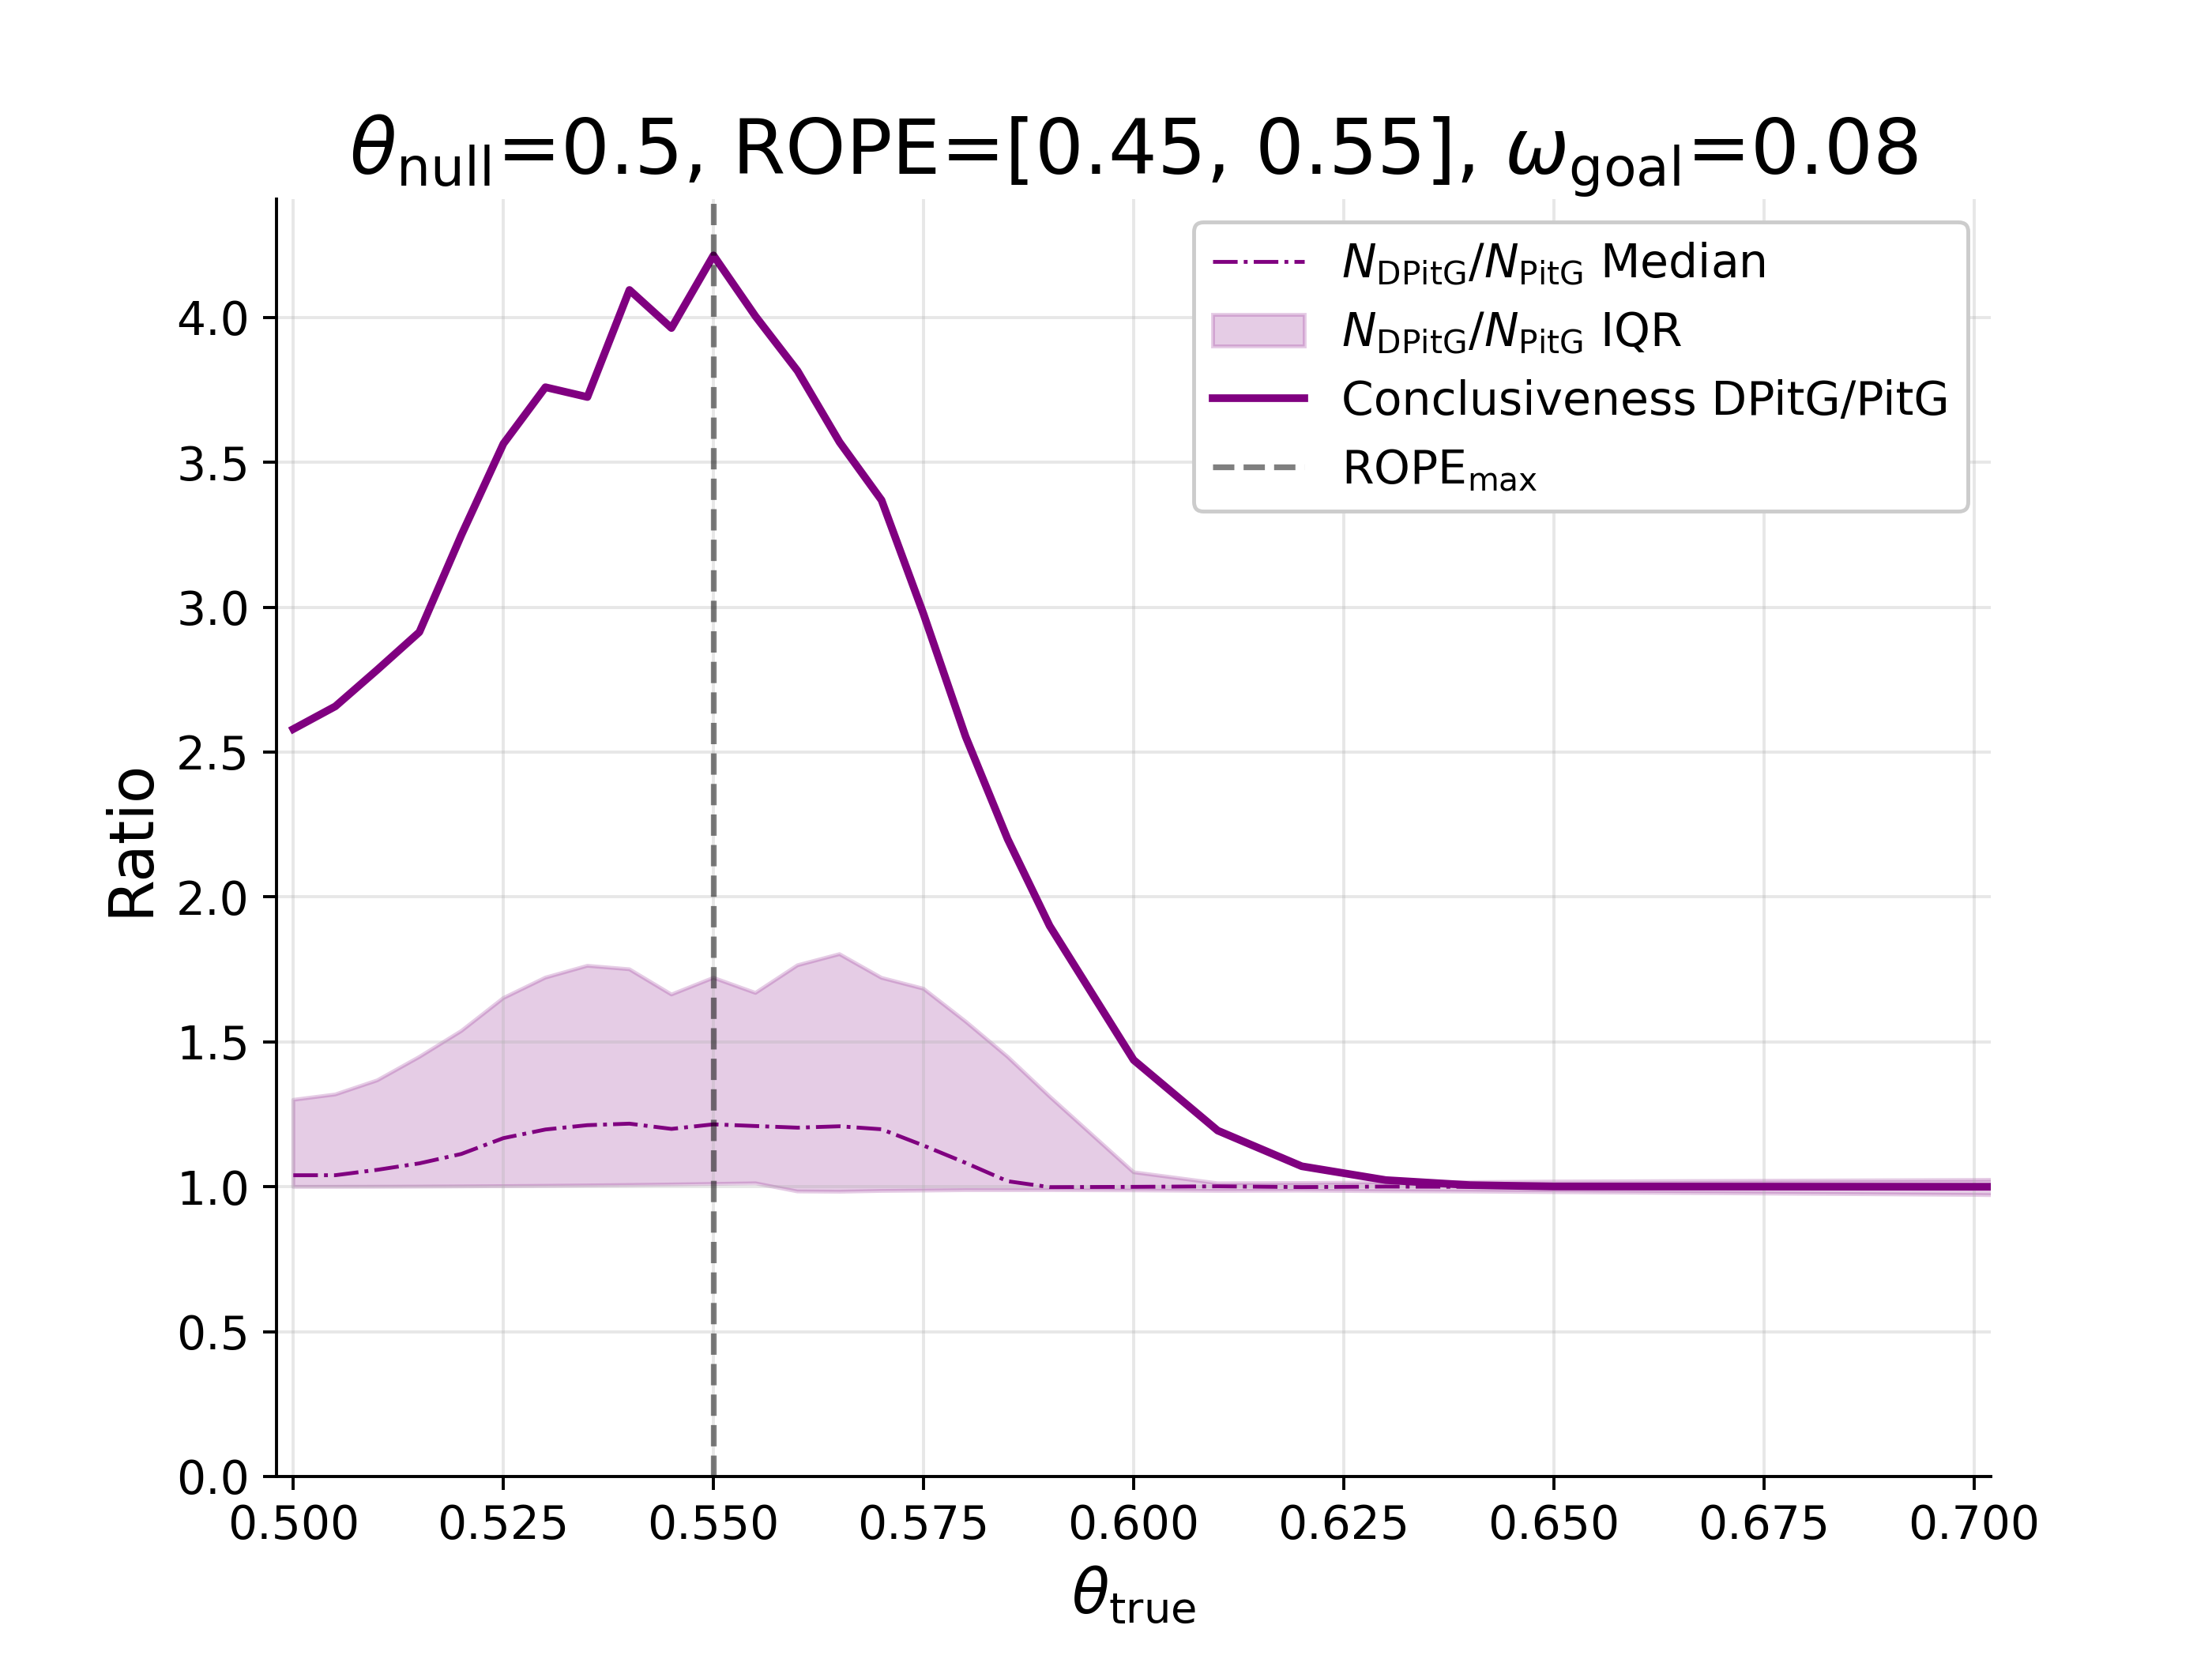 θnull=0.5, ROPE=[0.45, 0.55], ωgoal=0.08
NDPitG/NPitG Median
NDPitG/NPitG IQR
Conclusiveness DPitG/PitG
ROPEmax
Ratio
4.0
3.5
3.0
2.5
2.0
1.5
1.0
0.5
0.0
0.500 0.525 0.550 0.575 0.600 0.625 0.650 0.675 0.700
θtrue